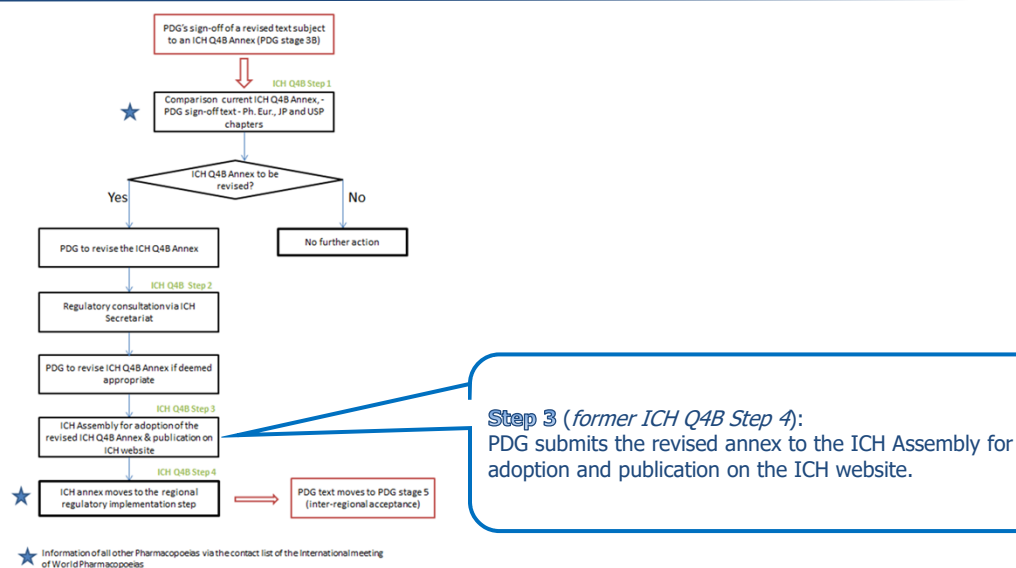 PDG's sign-off of a revised text subject
to an ICH Q4B Annex (PDG stage 3B)
ICH Q4B Step 1
Comparison current ICH Q4B Annex, -
PDG sign-off text - Ph. Eur., JP and USP
chapters
ICH Q4B Annex to be
revised?
Yes
No
PDG to revise the ICH Q4B Annex
No further action
ICH Q4B Step 2
Regulatory consultation via ICH
Secretariat
PDG to revise ICH Q4B Annex if deemed
appropriate
ICH Q4B Step 3
ICH Assembly for adoption of the
revised ICH Q4B Annex & publication on
ICH website
Step 3 (former ICH Q4B Step 4):
PDG submits the revised annex to the ICH Assembly for
adoption and publication on the ICH website.
ICH Q4B Step 4
ICH annex moves to the regional
regulatory implementation step
PDG text moves to PDG stage 5
(inter-regional acceptance)
Information of all other Pharmacopoeias via the contact list of the International meeting
of World Pharmacopoeias